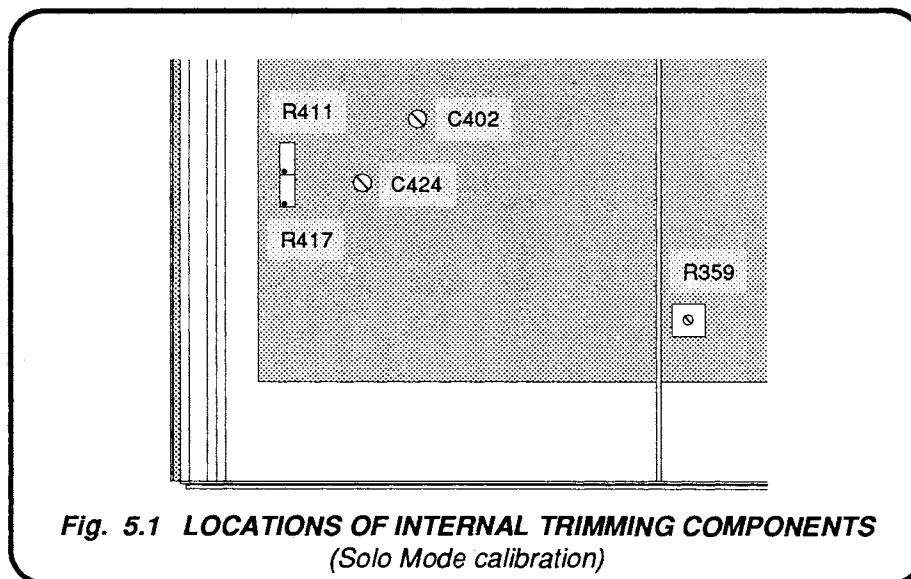 R411
C402
C424
R417
R359
Fig. 5.1 LOCATIONS OF INTERNAL TRIMMING COMPONENTS
(Solo Mode calibration)